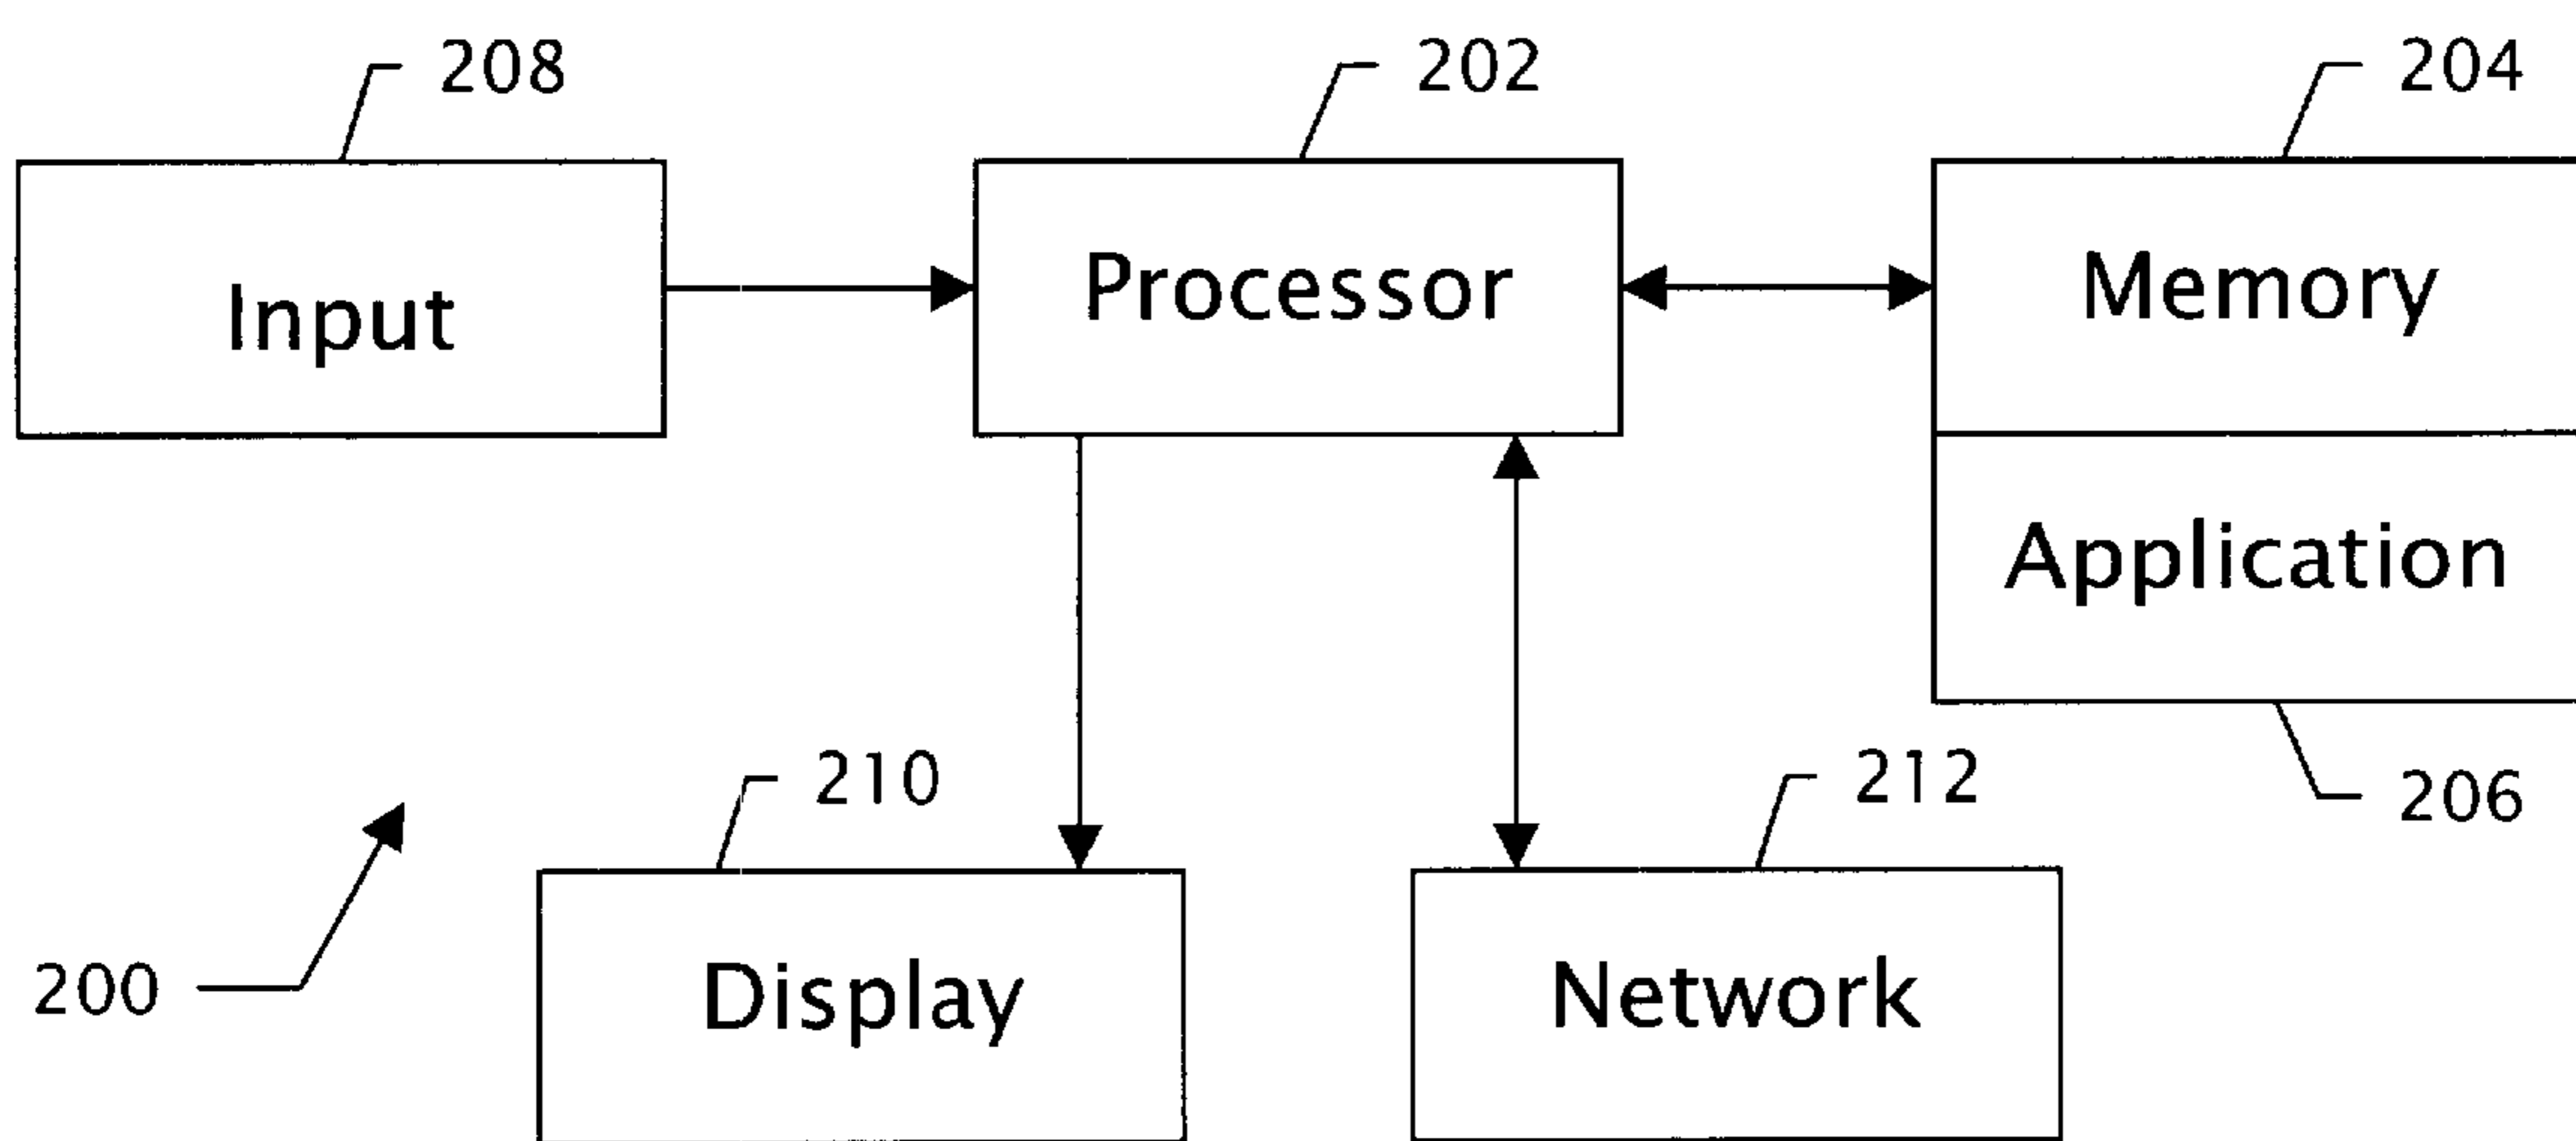 208
202
204
Input
Processor
Memory
Application
210
212
206
200
Display
Network